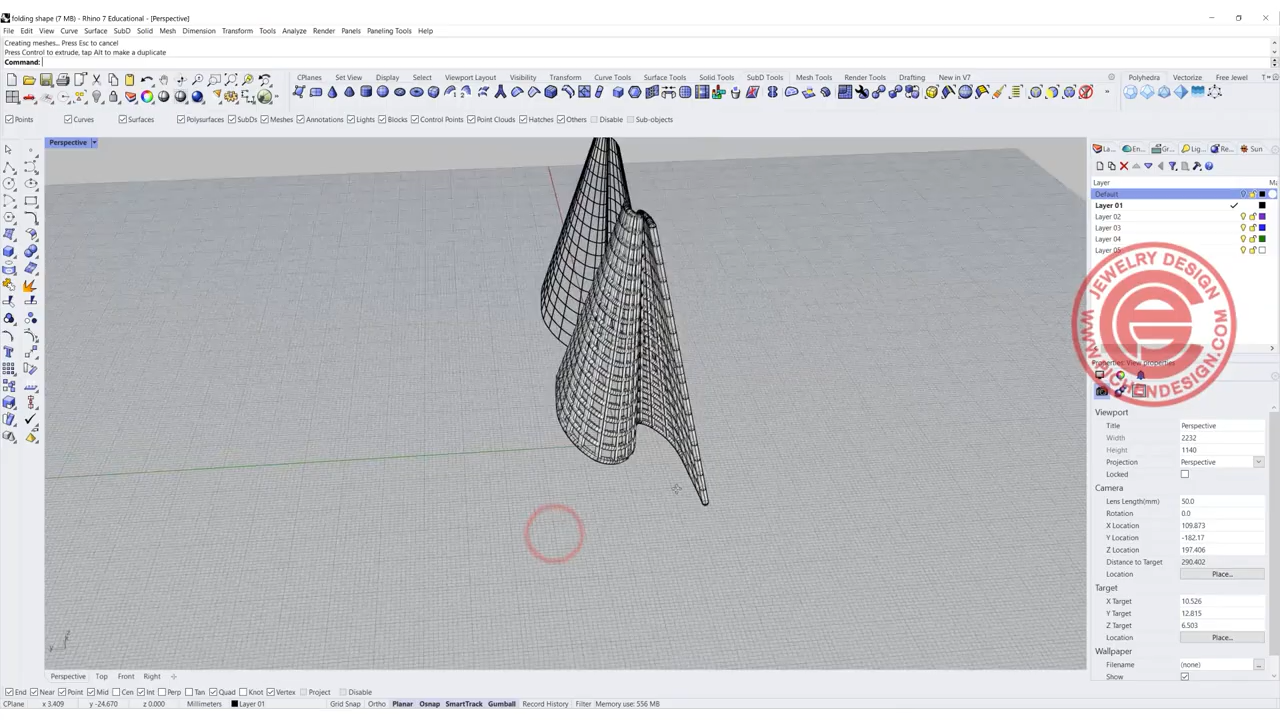 folding shape (7 MB) - Rhino 7 Educational - [Perspective]
File Edit View Curve Surface SubD Solid Mesh Dimension Transform Tools Analyze Render Panels Paneling Tools Help
Creating meshes... Press Esc to cancel
Press Control to extrude, tap Alt to make a duplicate
Command:
CPlanes Set View Display Select Viewport Layout Visibility Transform Curve Tools Surface Tools Solid Tools SubD Tools Mesh Tools Render Tools Drafting New in V7
Polyhedra Vectorize Free Jewel
Points Curves Surfaces Polysurfaces SubDs Meshes Annotations Lights Blocks Control Points Point Clouds Hatches Others Disable Sub-objects
Perspective
La... En... Gr... Lig... Re... Sun
Layer
Default
Layer 01
Layer 02
Layer 03
Layer 04
JEWELRY DESIGN
Properties: View properties
Viewport
Title Perspective
Width 2232
Height 1140
Projection Perspective
Locked
Camera
Lens Length(mm) 50.0
Rotation 0.0
X Location 109.873
Y Location -182.17
Z Location 197.406
Distance to Target 290.402
Location Place...
Target
X Target 10.526
Y Target 12.815
Z Target 6.503
Location Place...
Wallpaper
Filename (none)
Show
Perspective Top Front Right
End Near Point Mid Cen Int Perp Tan Quad Knot Vertex Project Disable
CPlane x 3.409 y -24.670 z 0.000 Millimeters Layer 01 Grid Snap Ortho Planar Osnap SmartTrack Gumball Record History Filter Memory use: 556 MB